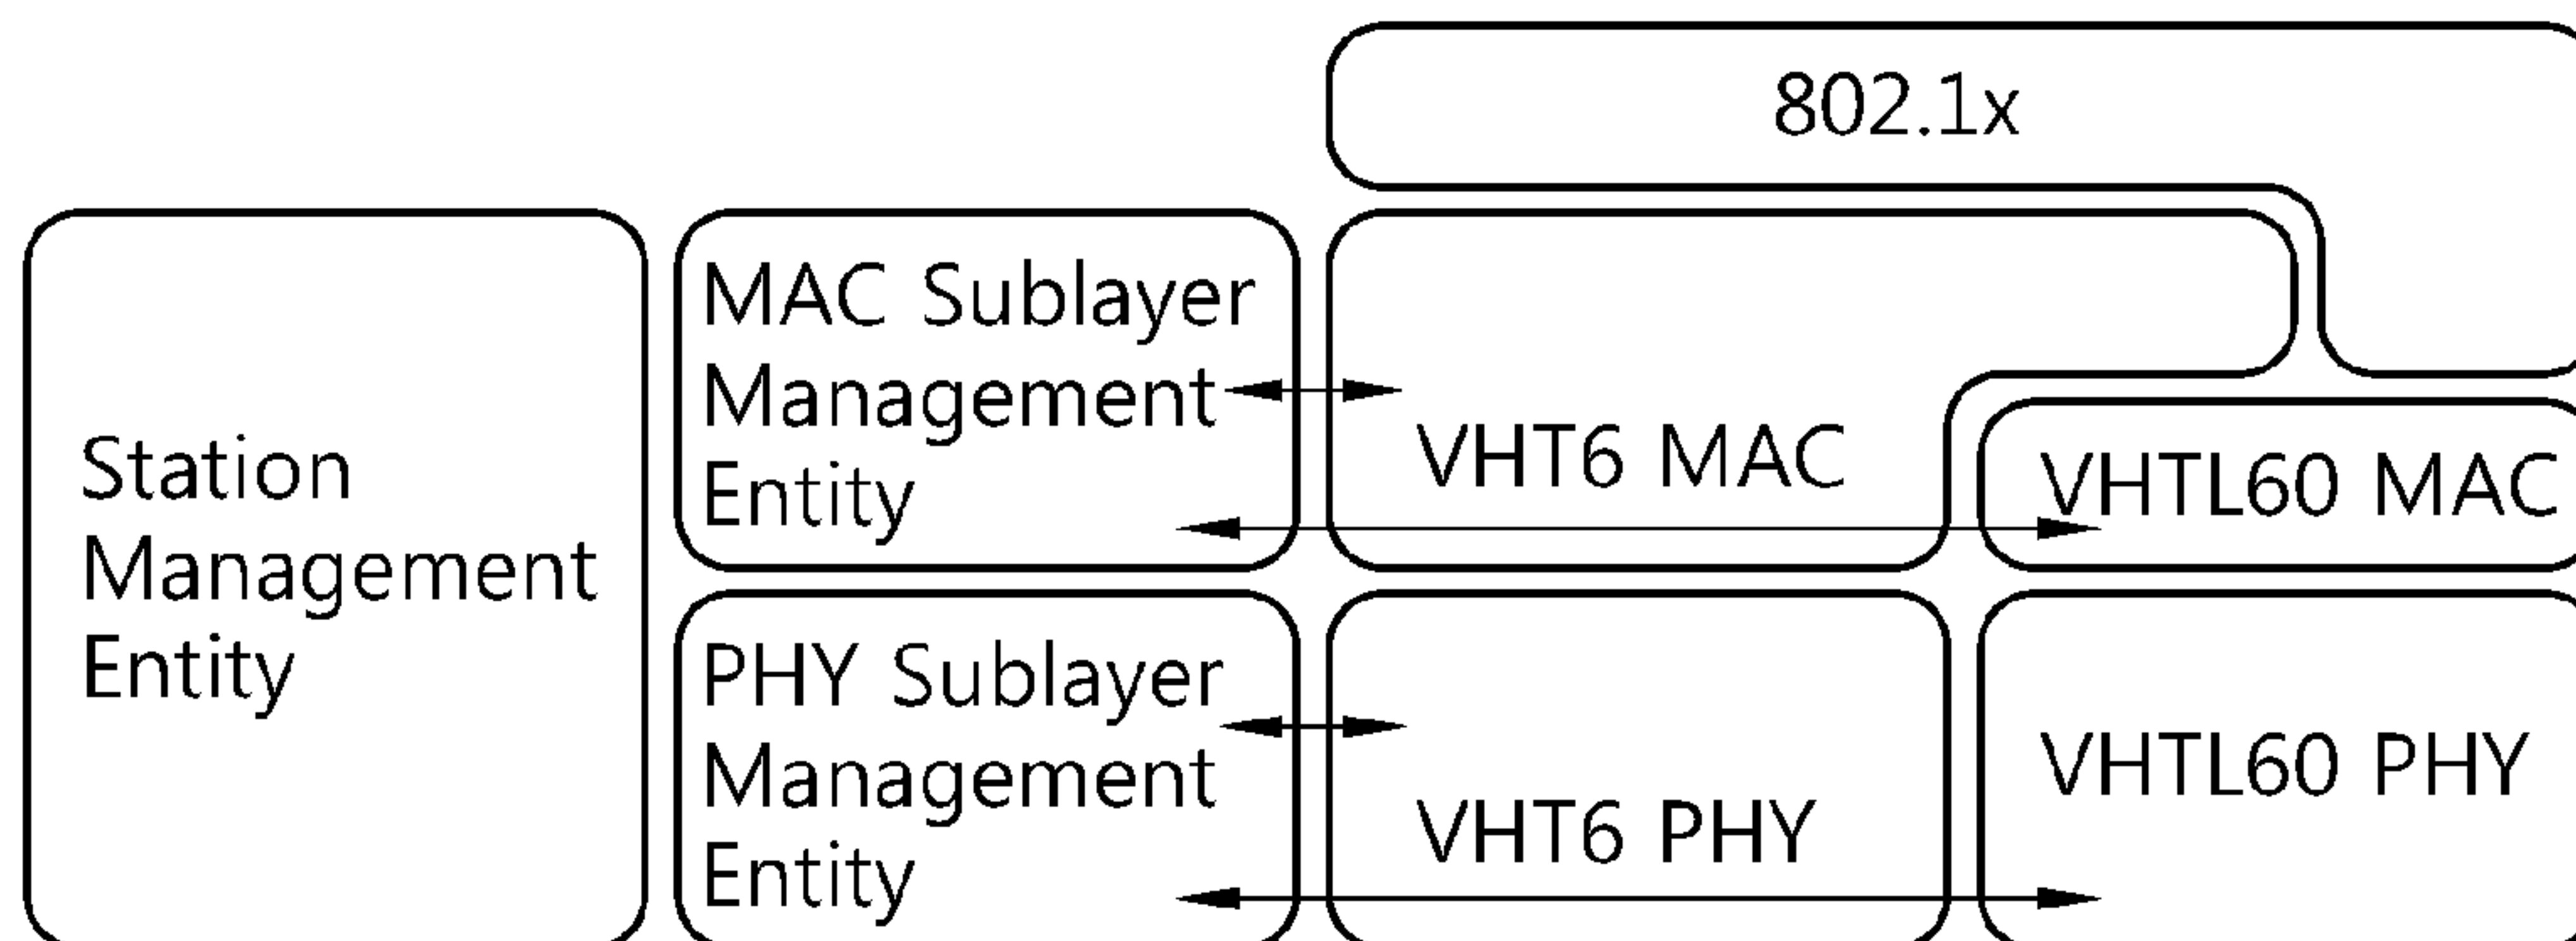 802.1x
Station
Management
Entity
MAC Sublayer
Management
Entity
VHT6 MAC
VHTL60 MAC
PHY Sublayer
Management
Entity
VHT6 PHY
VHTL60 PHY